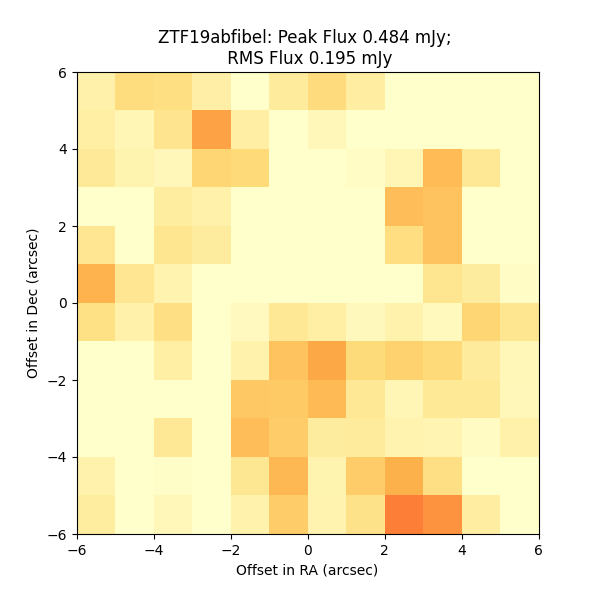 ZTF19abfibel: Peak Flux 0.484 mJy;
RMS Flux 0.195 mJy
6
4
2
0
−2
−4
−6
Offset in Dec (arcsec)
−6 −4 −2 0 2 4 6
Offset in RA (arcsec)